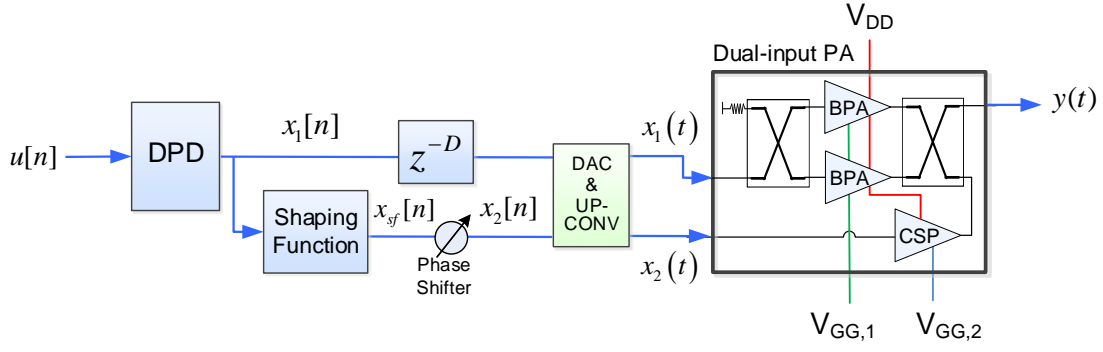 V_DD
Dual-input PA
u[n]
DPD
x_1[n]
z^{-D}
x_1(t)
BPA
y(t)
DAC
&
UP-
CONV
BPA
Shaping
Function
x_sf[n]
x_2[n]
Phase
Shifter
x_2(t)
CSP
V_GG,1
V_GG,2